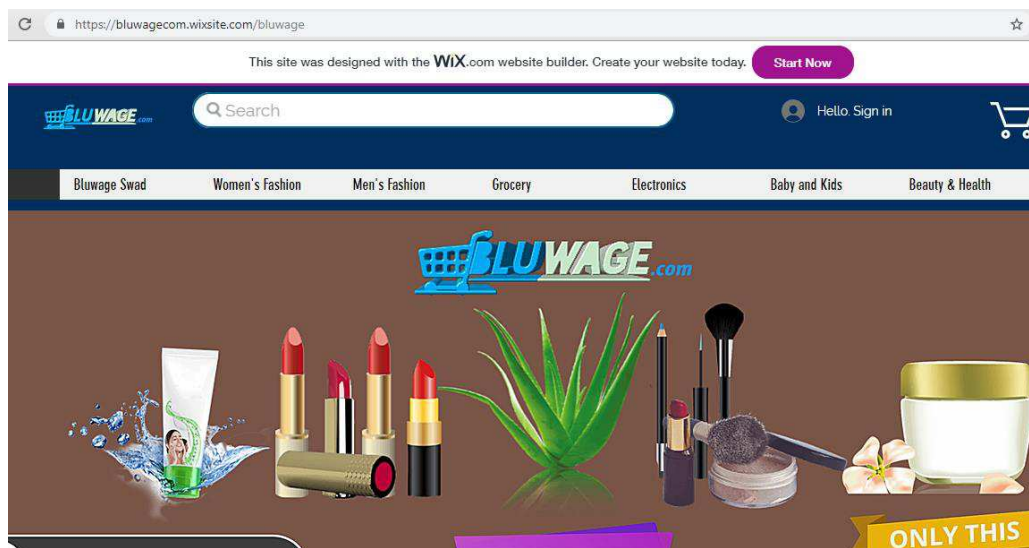 https://bluwagecom.wixsite.com/bluwage
This site was designed with the WiX.com website builder. Create your website today. Start Now
BLUWAGE.com Search Hello. Sign in
Bluwage Swad Women's Fashion Men's Fashion Grocery Electronics Baby and Kids Beauty & Health
BLUWAGE.com
ONLY THIS